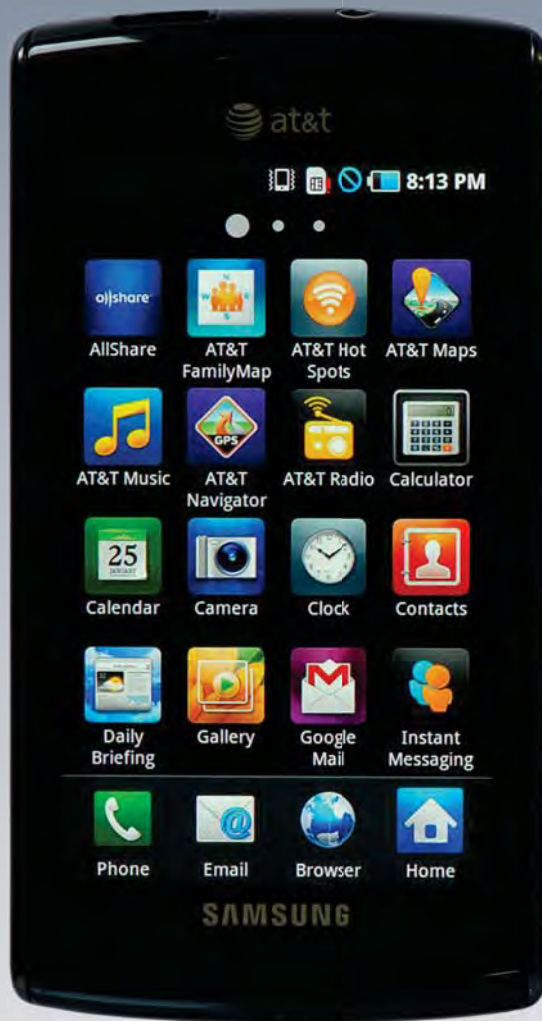 at&t
8:13 PM
allshare
N
W E
S
GPS
AllShare
AT&T
FamilyMap
AT&T Hot
Spots
AT&T Maps
AT&T Music
AT&T
Navigator
AT&T Radio
Calculator
25
JANUARY
Calendar
Camera
Clock
Contacts
Daily
Briefing
Gallery
Google
Mail
Instant
Messaging
Phone
Email
Browser
Home
SAMSUNG